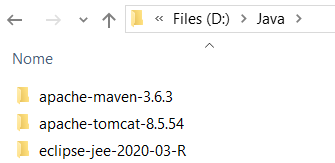 « Files (D:) > Java >
Nome
apache-maven-3.6.3
apache-tomcat-8.5.54
eclipse-jee-2020-03-R